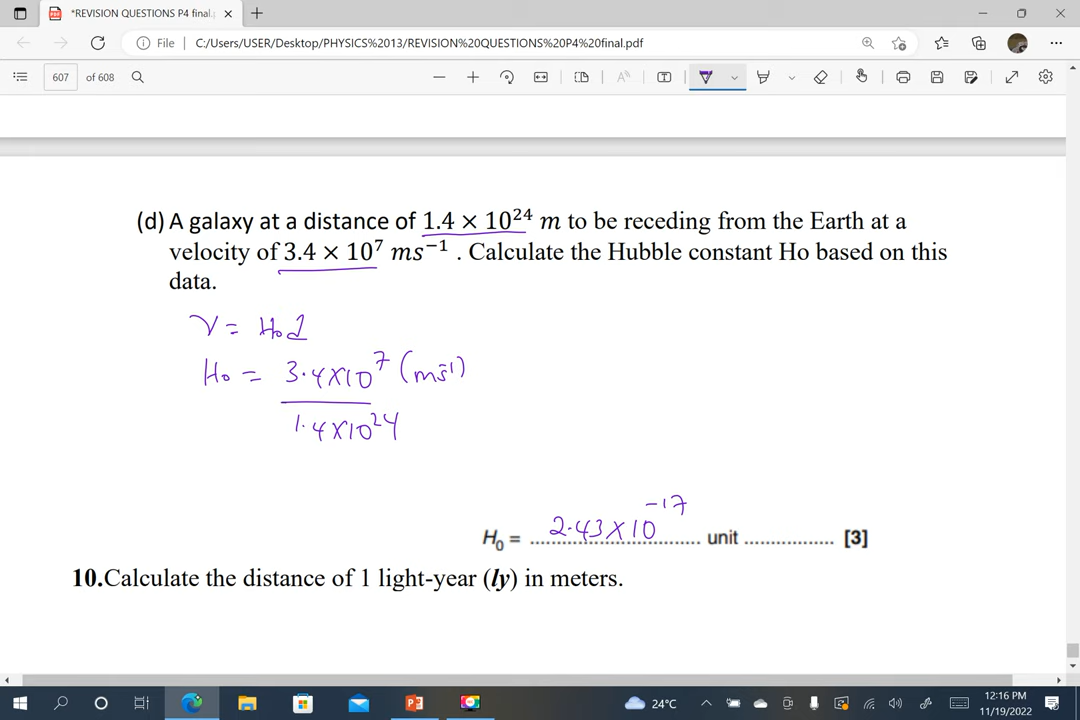 *REVISION QUESTIONS P4 final.p
File C:/Users/USER/Desktop/PHYSICS%2013/REVISION%20QUESTIONS%20P4%20final.pdf
607 of 608
(d) A galaxy at a distance of 1.4 × 10²⁴ m to be receding from the Earth at a
velocity of 3.4 × 10⁷ ms⁻¹ . Calculate the Hubble constant Ho based on this
data.
V = H₀d
H₀ = 3.4×10⁷ (ms⁻¹)
1.4×10²⁴
H₀ = 2.43×10⁻¹⁷ unit ................ [3]
10.Calculate the distance of 1 light-year (ly) in meters.
24°C
12:16 PM
11/19/2022